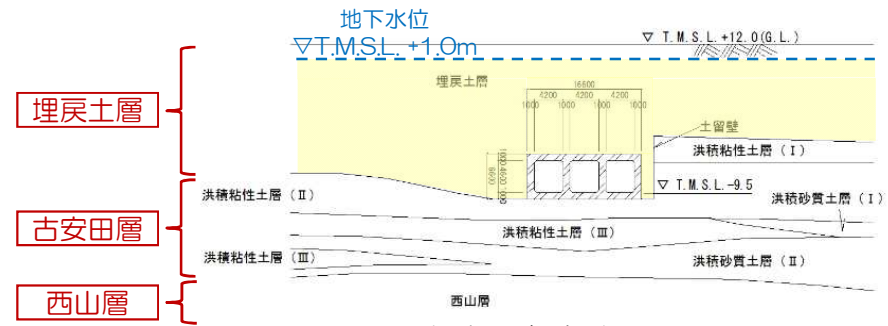 地下水位
▽T.M.S.L. +1.0m
▽ T.M.S.L.+12.0(G.L.)
埋戻土層
埋戻土層
16600
4200 4200 4200
1000 1000 1000 1000
土留壁
洪積粘性土層(Ⅰ)
6600
1000 4600 1000
▽ T.M.S.L.-9.5
古安田層
洪積粘性土層(Ⅱ)
洪積砂質土層(Ⅰ)
洪積粘性土層(Ⅲ)
洪積粘性土層(Ⅲ)
洪積砂質土層(Ⅱ)
西山層
西山層